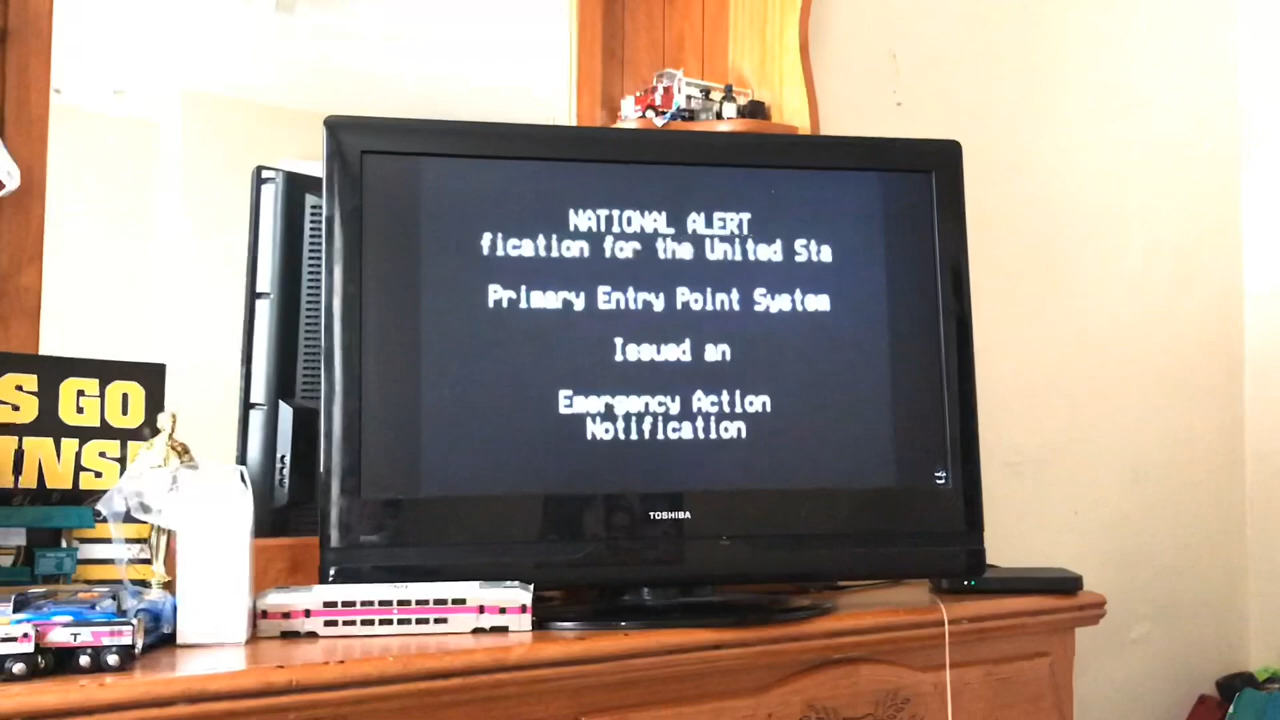 NATIONAL ALERT
fication for the United Sta
Primary Entry Point System
Issued an
Emergency Action
Notification
TOSHIBA
S GO
INS!
T